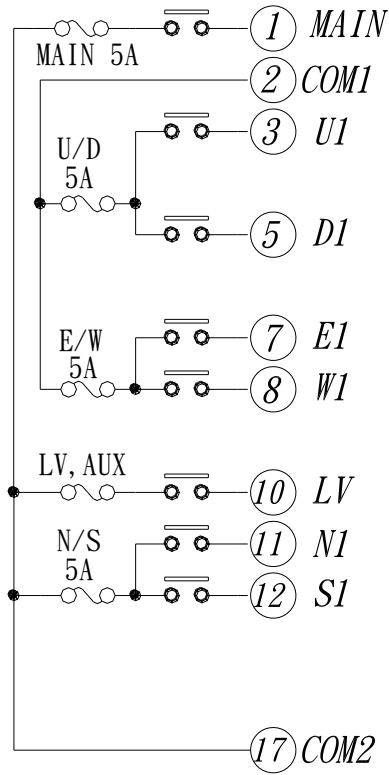 1 MAIN
MAIN 5A
2 COM1
3 U1
U/D
5A
5 D1
7 E1
E/W
5A
8 W1
LV, AUX
10 LV
11 N1
N/S
5A
12 S1
17 COM2